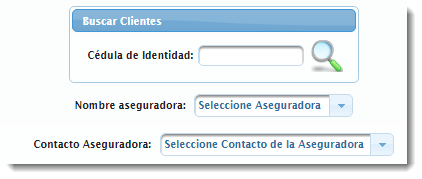 Buscar Clientes
Cédula de Identidad:
Nombre aseguradora: Seleccione Aseguradora
Contacto Aseguradora: Seleccione Contacto de la Aseguradora